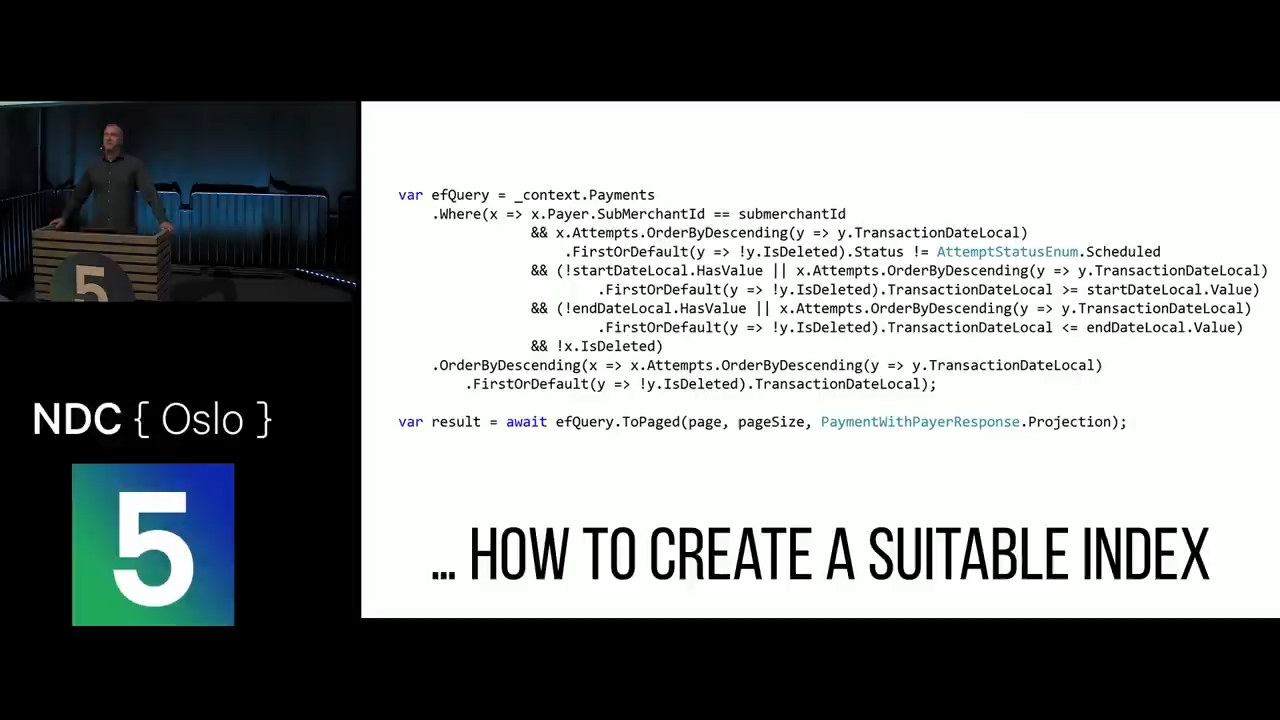 var efQuery = _context.Payments
.Where(x => x.Payer.SubMerchantId == submerchantId
&& x.Attempts.OrderByDescending(y => y.TransactionDateLocal)
.FirstOrDefault(y => !y.IsDeleted).Status != AttemptStatusEnum.Scheduled
&& (!startDateLocal.HasValue || x.Attempts.OrderByDescending(y => y.TransactionDateLocal)
.FirstOrDefault(y => !y.IsDeleted).TransactionDateLocal >= startDateLocal.Value)
&& (!endDateLocal.HasValue || x.Attempts.OrderByDescending(y => y.TransactionDateLocal)
.FirstOrDefault(y => !y.IsDeleted).TransactionDateLocal <= endDateLocal.Value)
&& !x.IsDeleted)
.OrderByDescending(x => x.Attempts.OrderByDescending(y => y.TransactionDateLocal)
.FirstOrDefault(y => !y.IsDeleted).TransactionDateLocal);
var result = await efQuery.ToPaged(page, pageSize, PaymentWithPayerResponse.Projection);
... HOW TO CREATE A SUITABLE INDEX
5
NDC { Oslo }
5